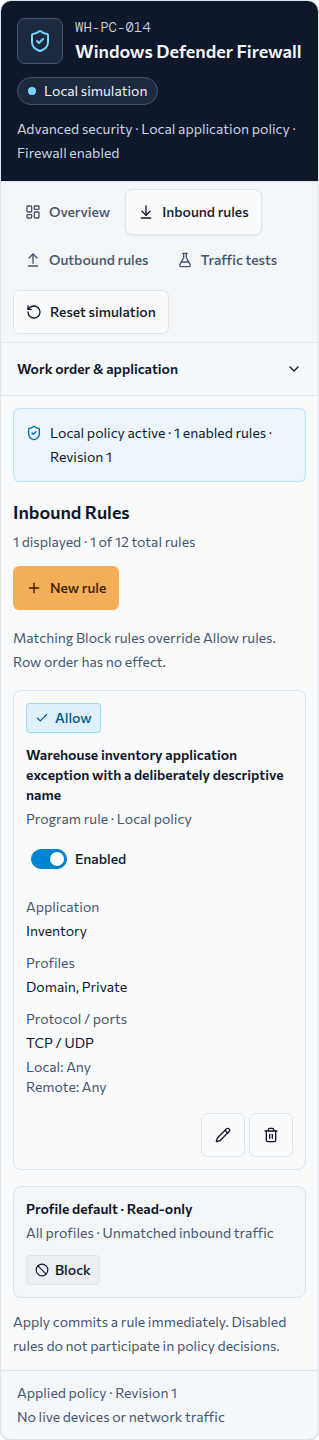 WH-PC-014
Windows Defender Firewall
Local simulation
Advanced security · Local application policy ·
Firewall enabled
Overview
Inbound rules
Outbound rules
Traffic tests
Reset simulation
Work order & application
Local policy active · 1 enabled rules ·
Revision 1
Inbound Rules
1 displayed · 1 of 12 total rules
New rule
Matching Block rules override Allow rules.
Row order has no effect.
Allow
Warehouse inventory application
exception with a deliberately descriptive
name
Program rule · Local policy
Enabled
Application
Inventory
Profiles
Domain, Private
Protocol / ports
TCP / UDP
Local: Any
Remote: Any
Profile default · Read-only
All profiles · Unmatched inbound traffic
Block
Apply commits a rule immediately. Disabled
rules do not participate in policy decisions.
Applied policy · Revision 1
No live devices or network traffic